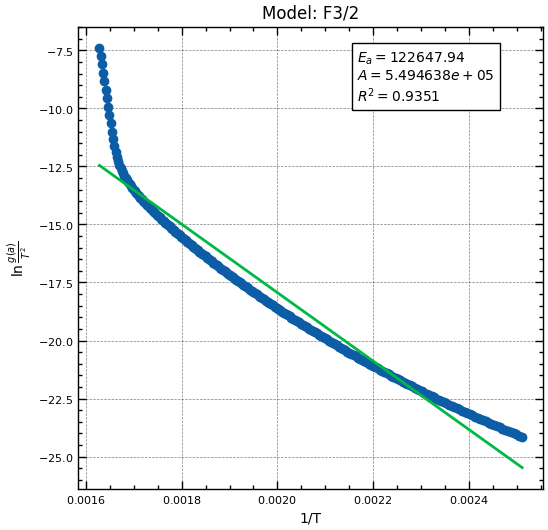 Model: F3/2
E_a = 122647.94
A = 5.494638e + 05
R^2 = 0.9351
ln g(a)/T^2
−7.5
−10.0
−12.5
−15.0
−17.5
−20.0
−22.5
−25.0
0.0016 0.0018 0.0020 0.0022 0.0024
1/T